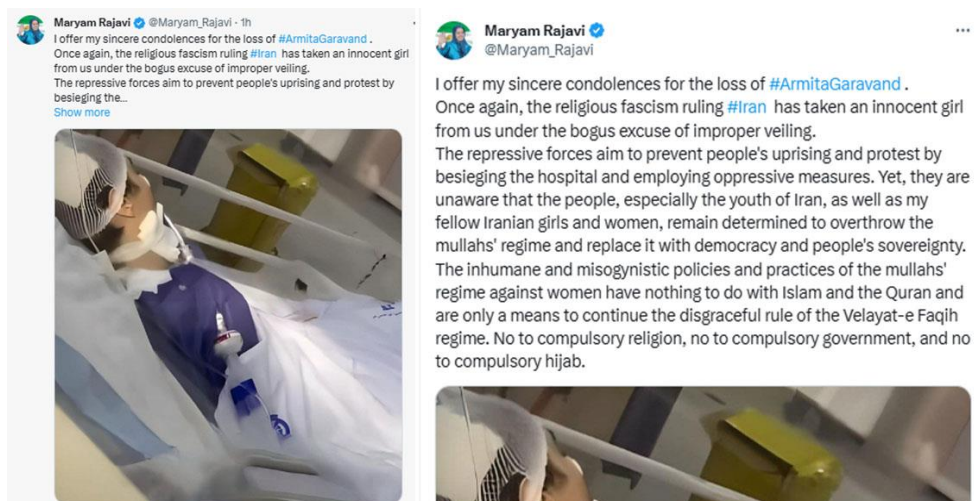 Maryam Rajavi @Maryam_Rajavi · 1h
I offer my sincere condolences for the loss of #ArmitaGaravand .
Once again, the religious fascism ruling #Iran has taken an innocent girl
from us under the bogus excuse of improper veiling.
The repressive forces aim to prevent people's uprising and protest by
besieging the...
Show more
Maryam Rajavi
@Maryam_Rajavi
I offer my sincere condolences for the loss of #ArmitaGaravand .
Once again, the religious fascism ruling #Iran has taken an innocent girl
from us under the bogus excuse of improper veiling.
The repressive forces aim to prevent people's uprising and protest by
besieging the hospital and employing oppressive measures. Yet, they are
unaware that the people, especially the youth of Iran, as well as my
fellow Iranian girls and women, remain determined to overthrow the
mullahs' regime and replace it with democracy and people's sovereignty.
The inhumane and misogynistic policies and practices of the mullahs'
regime against women have nothing to do with Islam and the Quran and
are only a means to continue the disgraceful rule of the Velayat-e Faqih
regime. No to compulsory religion, no to compulsory government, and no
to compulsory hijab.